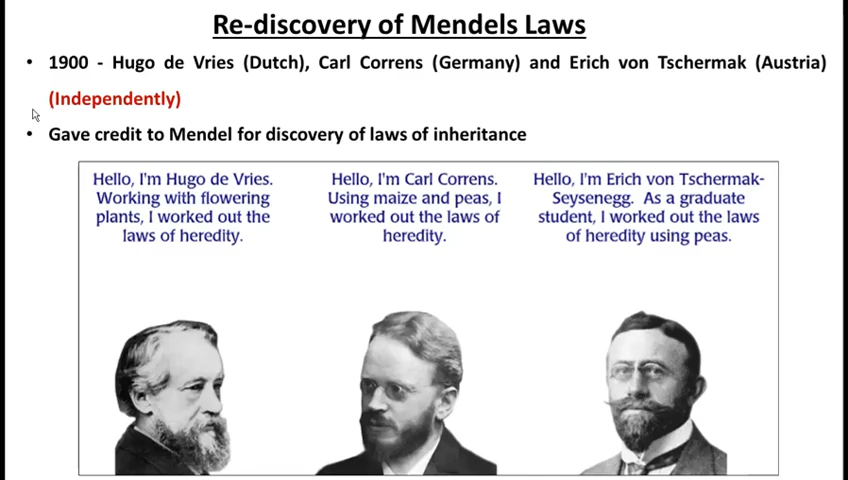 Re-discovery of Mendels Laws
• 1900 - Hugo de Vries (Dutch), Carl Correns (Germany) and Erich von Tschermak (Austria)
(Independently)
• Gave credit to Mendel for discovery of laws of inheritance
Hello, I'm Hugo de Vries.
Working with flowering
plants, I worked out the
laws of heredity.
Hello, I'm Carl Correns.
Using maize and peas, I
worked out the laws of
heredity.
Hello, I'm Erich von Tschermak-
Seysenegg. As a graduate
student, I worked out the laws
of heredity using peas.